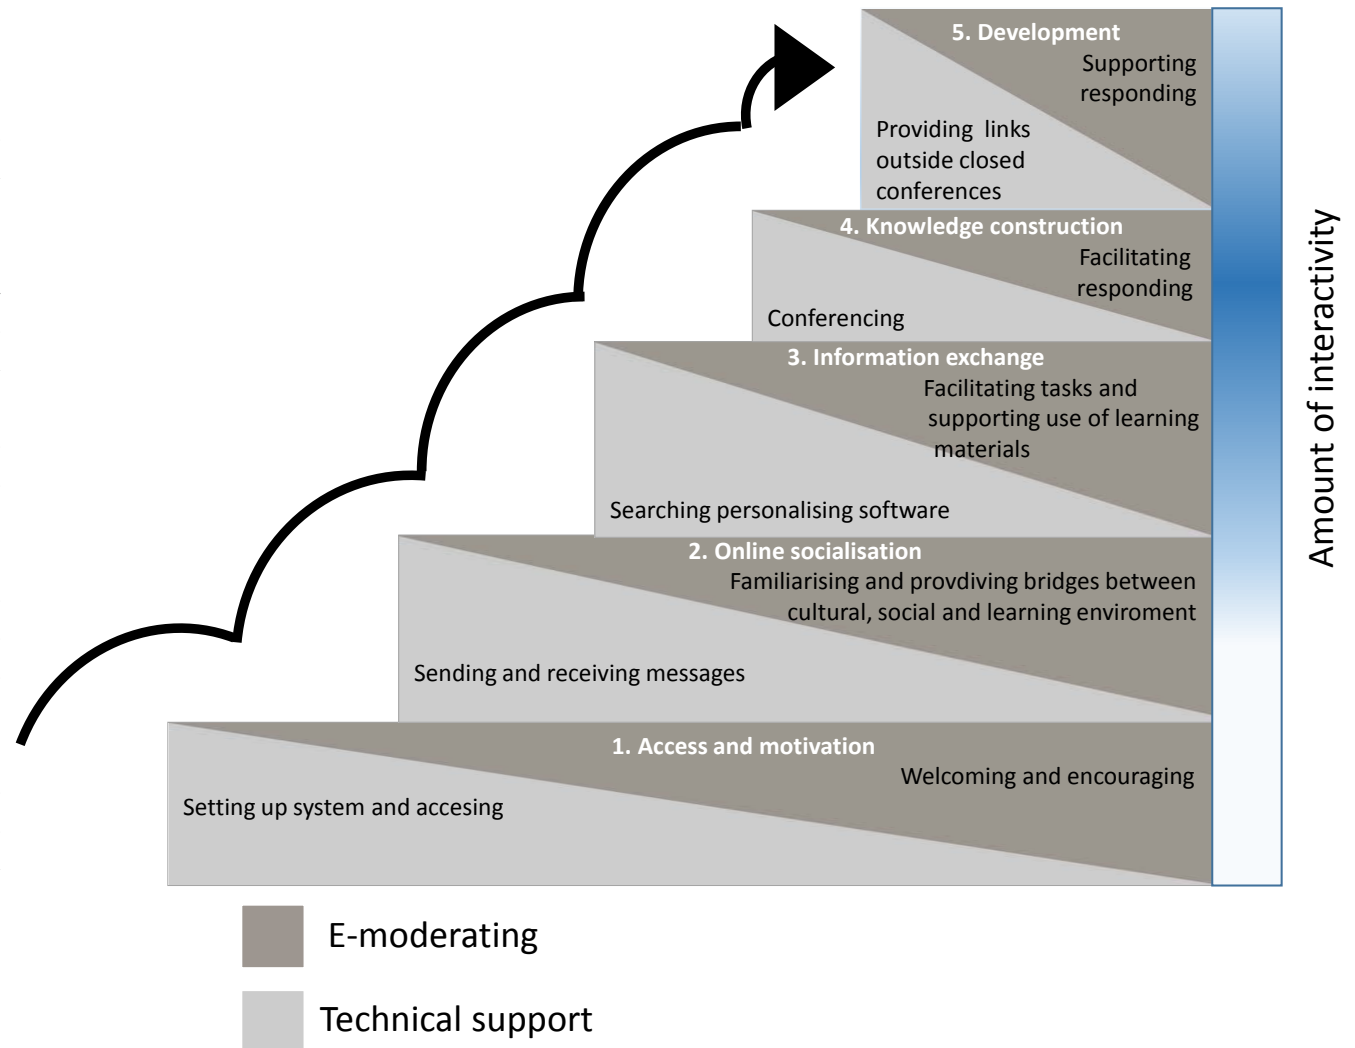 5. Development
Supporting
responding
Providing links
outside closed
conferences
4. Knowledge construction
Facilitating
responding
Conferencing
3. Information exchange
Facilitating tasks and
supporting use of learning
materials
Searching personalising software
2. Online socialisation
Familiarising and provdiving bridges between
cultural, social and learning enviroment
Sending and receiving messages
1. Access and motivation
Welcoming and encouraging
Setting up system and accesing
Amount of interactivity
E-moderating
Technical support